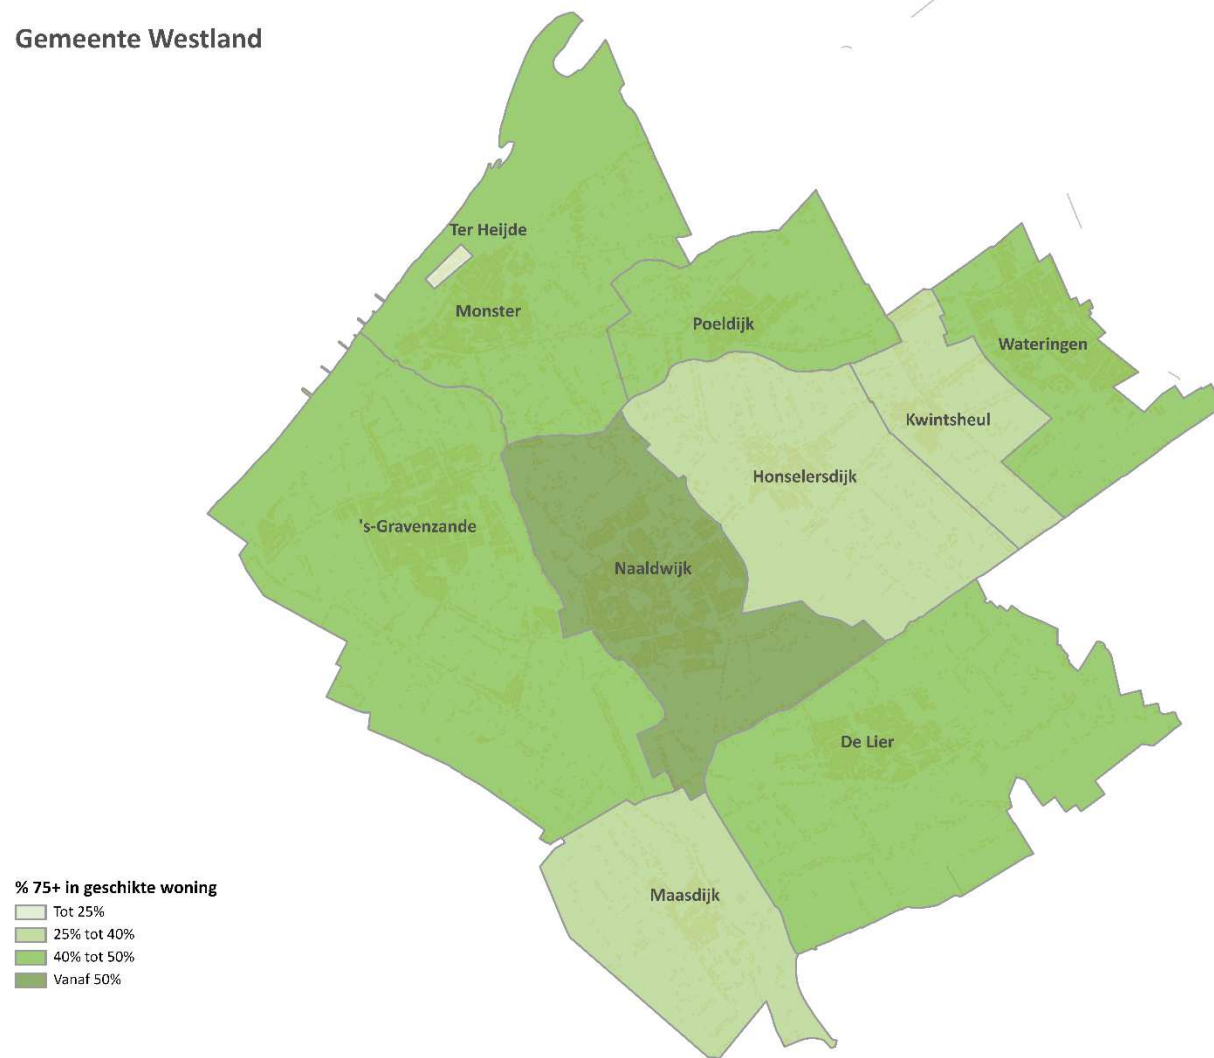 Gemeente Westland
Ter Heijde
Monster
Poeldijk
Wateringen
Kwintsheul
Honselersdijk
's-Gravenzande
Naaldwijk
De Lier
Maasdijk
% 75+ in geschikte woning
Tot 25%
25% tot 40%
40% tot 50%
Vanaf 50%